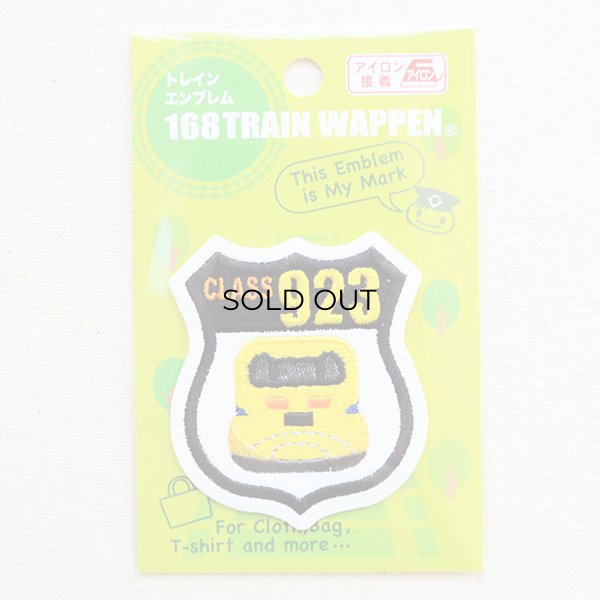 トレイン
エンブレム
168 TRAIN WAPPEN®
アイロン
接着
アイロン
This Emblem
is My Mark
CLASS 923
SOLD OUT
For Cloth, Bag,
T-shirt and more…